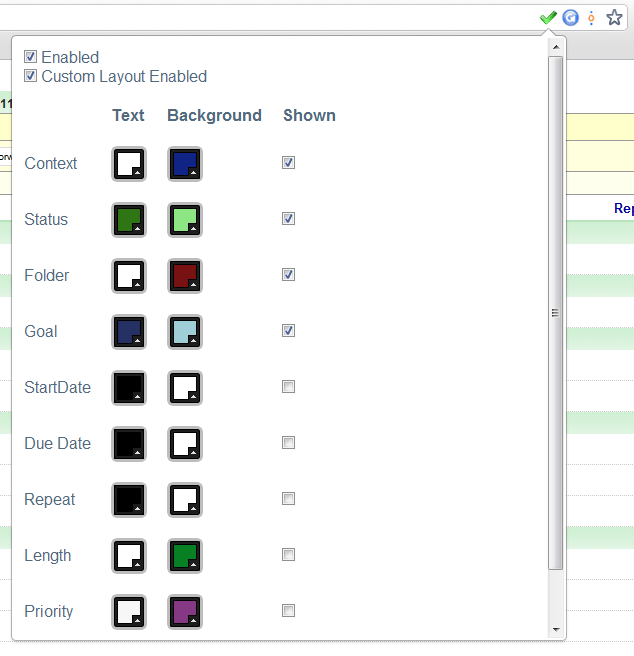 Enabled
Custom Layout Enabled
11
Text Background Shown
Context
Rep
Status
Folder
Goal
StartDate
Due Date
Repeat
Length
Priority